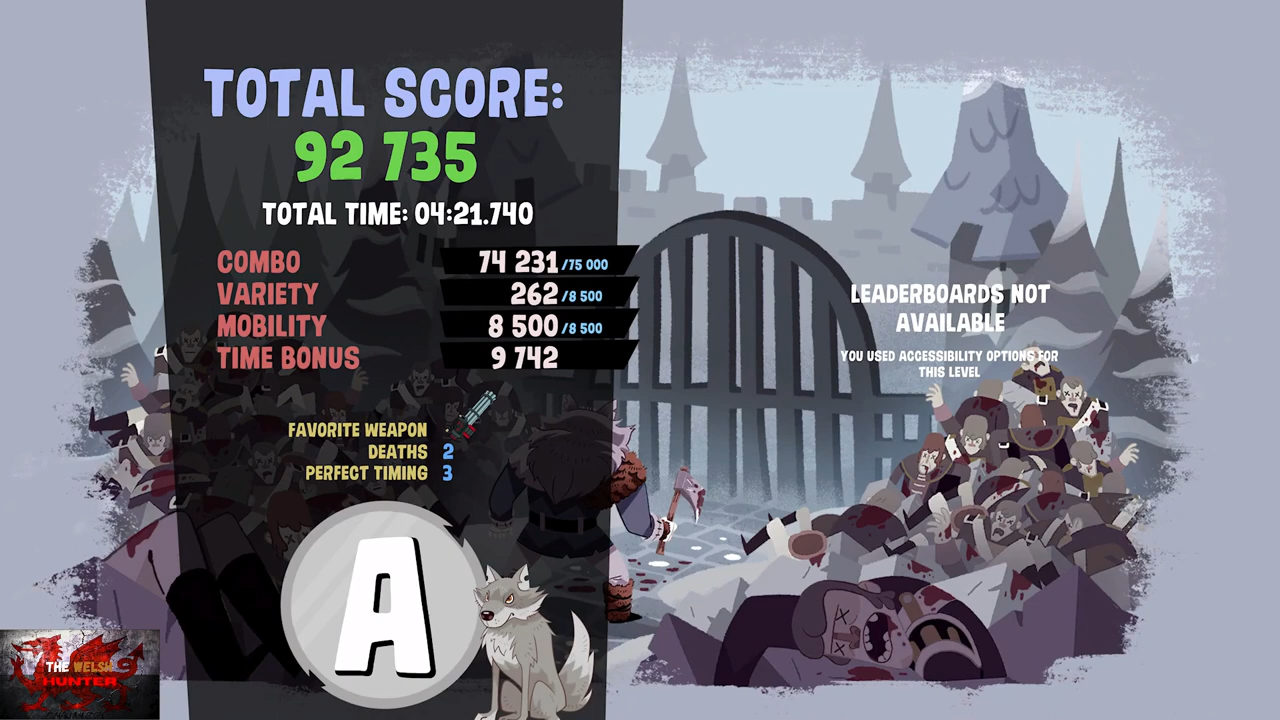 TOTAL SCORE:
92 735
TOTAL TIME: 04:21.740
COMBO 74 231/75 000
VARIETY 262/8 500
MOBILITY 8 500/8 500
TIME BONUS 9 742
FAVORITE WEAPON
DEATHS 2
PERFECT TIMING 3
A
LEADERBOARDS NOT
AVAILABLE
YOU USED ACCESSIBILITY OPTIONS FOR
THIS LEVEL
THE WELSH
HUNTER